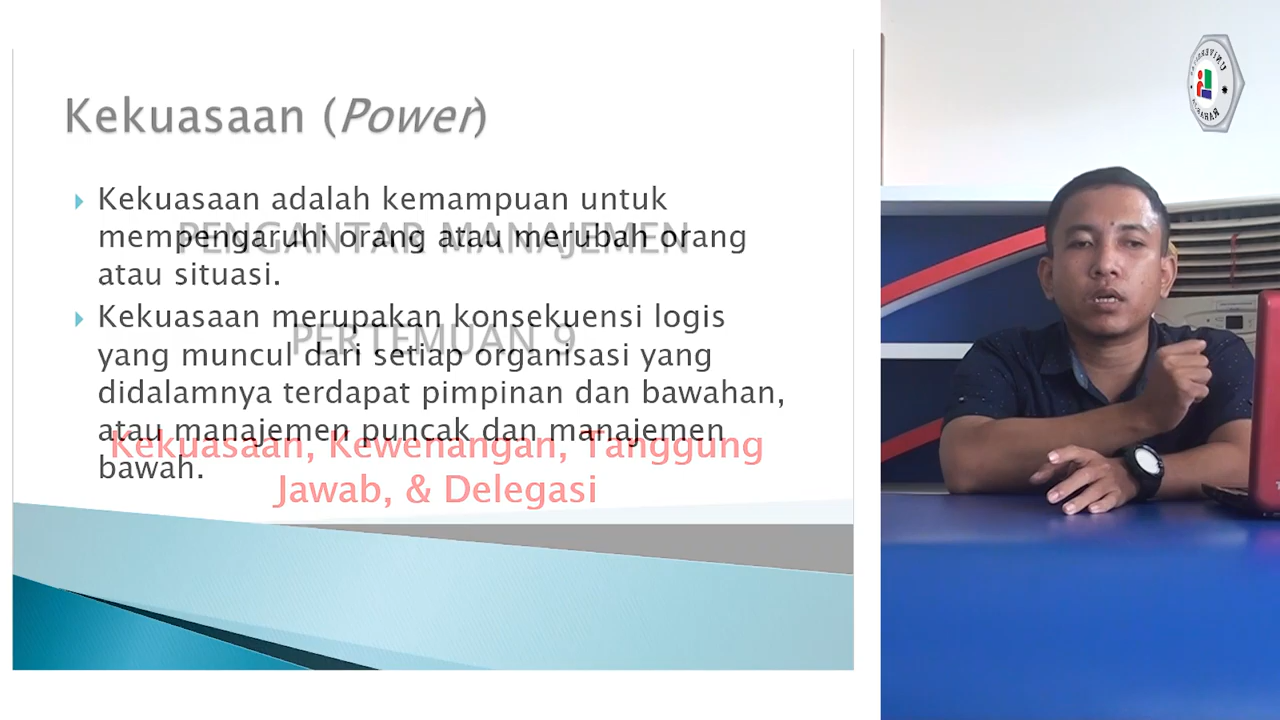 Kekuasaan (Power)
Kekuasaan adalah kemampuan untuk
mempengaruhi orang atau merubah orang
atau situasi.
Kekuasaan merupakan konsekuensi logis
yang muncul dari setiap organisasi yang
didalamnya terdapat pimpinan dan bawahan,
atau manajemen puncak dan manajemen
bawah.
PENGANTAR MANAJEMEN
PERTEMUAN 9
Kekuasaan, Kewenangan, Tanggung
Jawab, & Delegasi